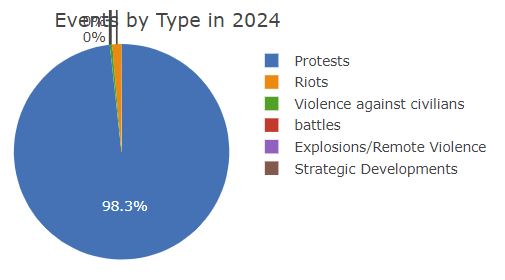 Events by Type in 2024
0%
0%
98.3%
Protests
Riots
Violence against civilians
battles
Explosions/Remote Violence
Strategic Developments